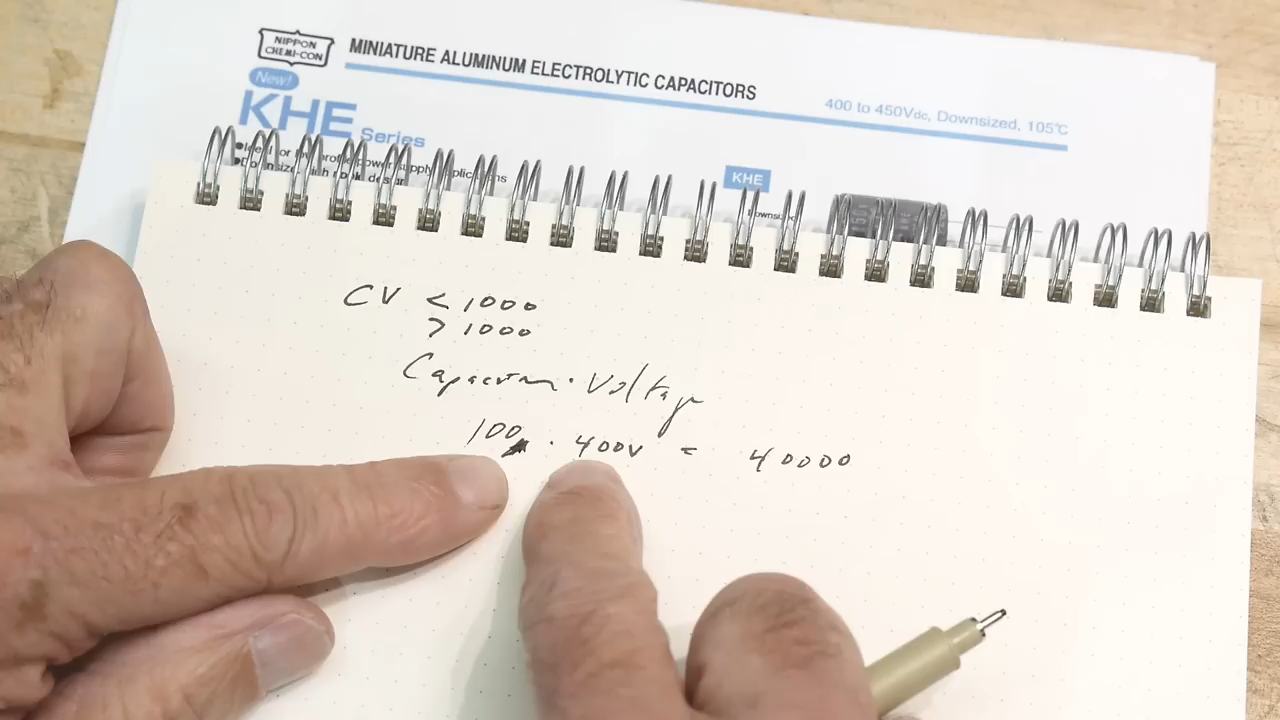 NIPPON
CHEMI-CON
MINIATURE ALUMINUM ELECTROLYTIC CAPACITORS
New!
KHE Series
400 to 450Vdc, Downsized, 105℃
KHE
CV < 1000
> 1000
Voltage
100 · 400V = 40000